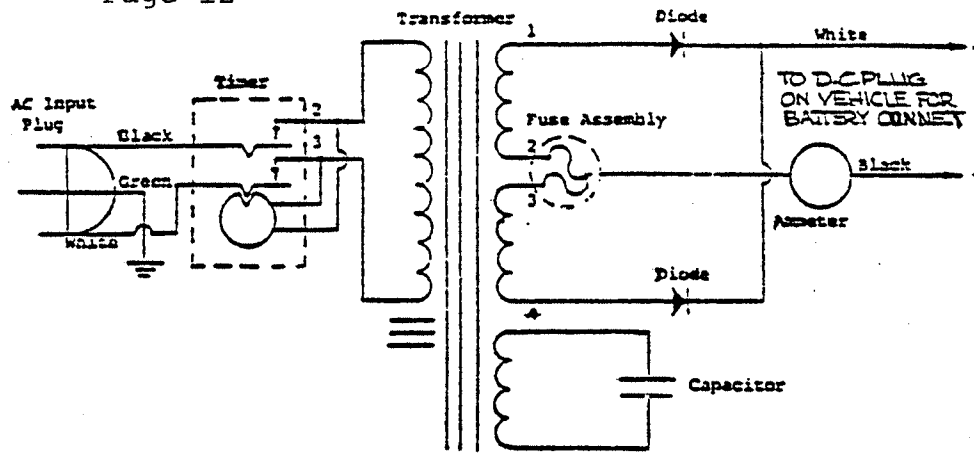 Page 12
Transformer
1
Diode
White
TO D-C PLUG
ON VEHICLE FOR
BATTERY CONNET
Timer
2
3
AC Input
Plug
Black
Green
White
Fuse Assembly
2
3
Black
Ammeter
Diode
4
Capacitor